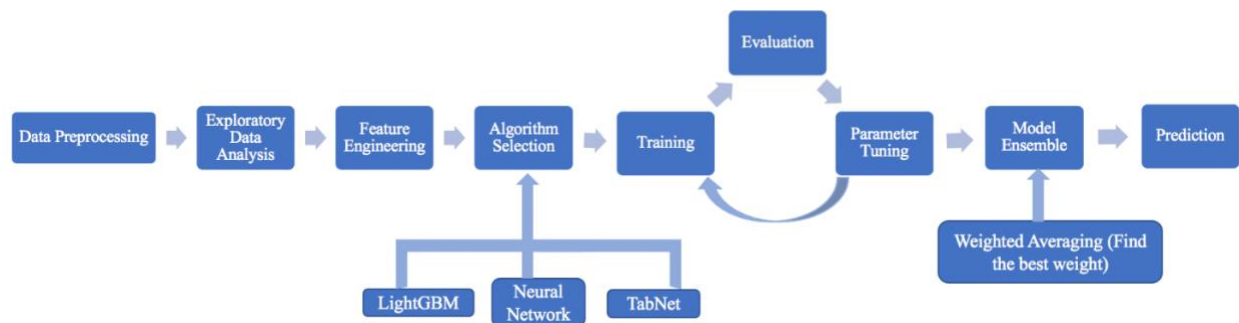 Data Preprocessing
Exploratory
Data
Analysis
Feature
Engineering
Algorithm
Selection
Training
Evaluation
Parameter
Tuning
Model
Ensemble
Prediction
LightGBM
Neural
Network
TabNet
Weighted Averaging (Find
the best weight)